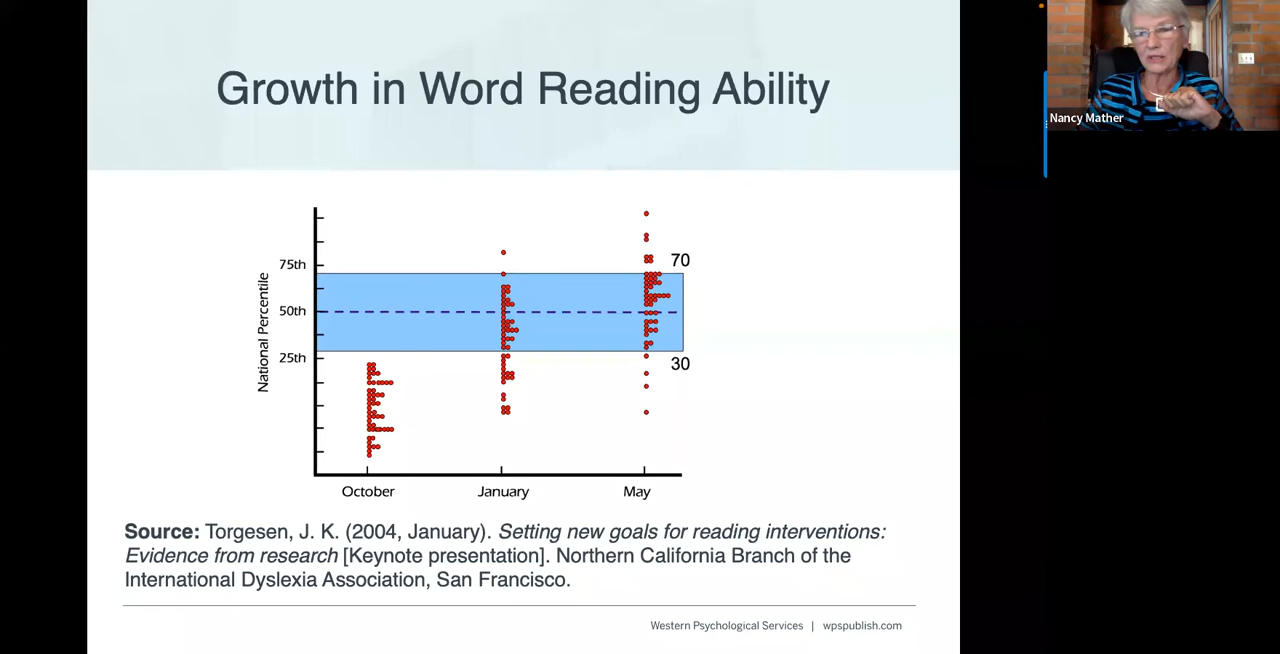 Growth in Word Reading Ability
Nancy Mather
National Percentile
75th
50th
25th
70
30
October January May
Source: Torgesen, J. K. (2004, January). Setting new goals for reading interventions:
Evidence from research [Keynote presentation]. Northern California Branch of the
International Dyslexia Association, San Francisco.
Western Psychological Services | wpspublish.com